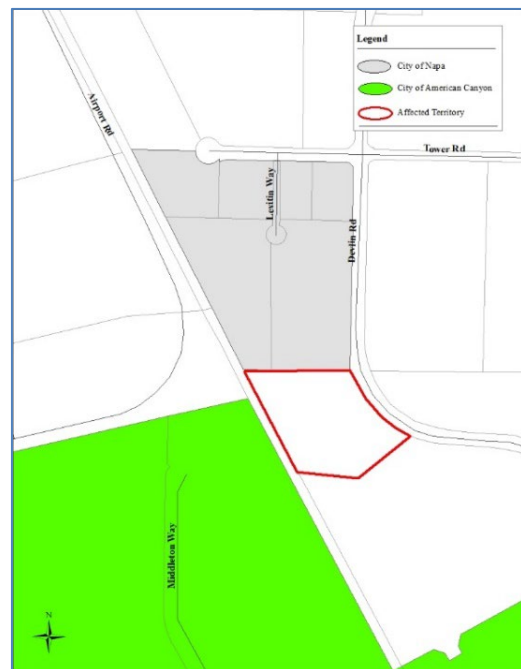 Legend
City of Napa
City of American Canyon
Affected Territory
Airport Rd
Tower Rd
Levitin Way
Devlin Rd
Middleton Way
N